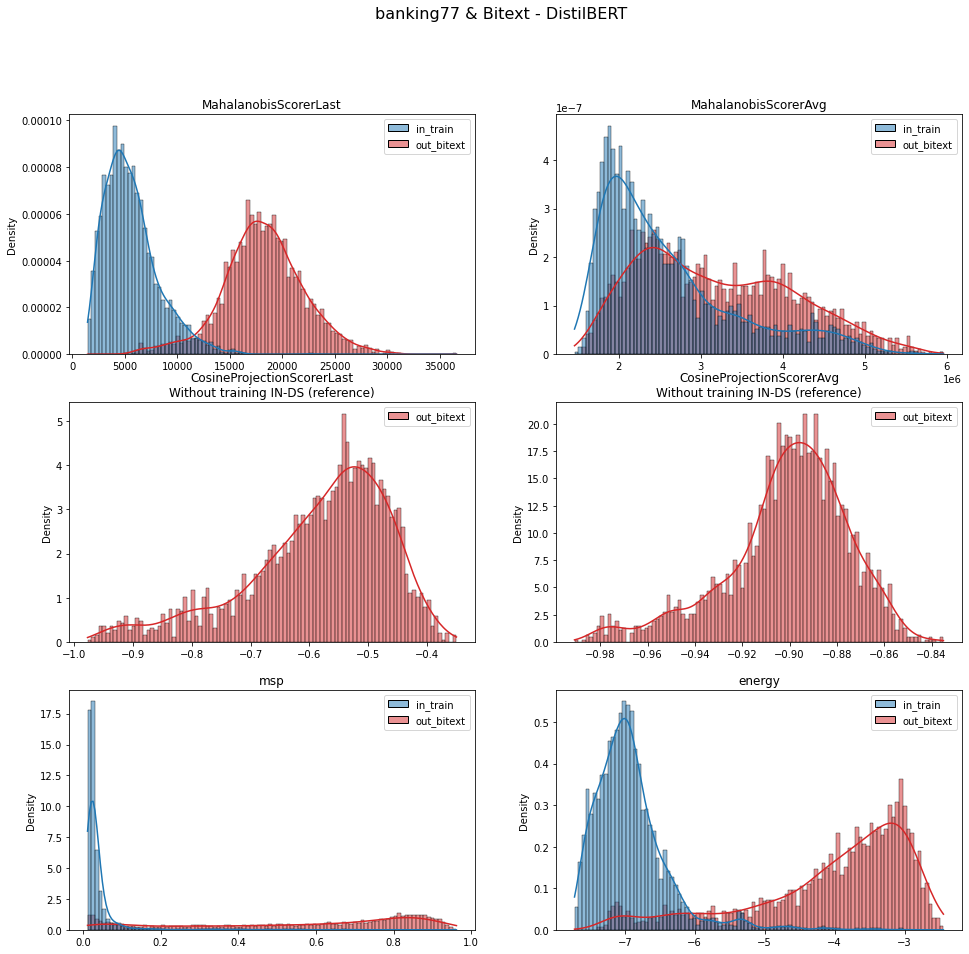 banking77 & Bitext - DistilBERT
MahalanobisScorerLast
in_train
out_bitext
Density
0.00010
0.00008
0.00006
0.00004
0.00002
0.00000
0 5000 10000 15000 20000 25000 30000 35000
MahalanobisScorerAvg
1e−7
in_train
out_bitext
Density
4
3
2
1
0
2 3 4 5 6
1e6
CosineProjectionScorerLast
Without training IN-DS (reference)
out_bitext
Density
5
4
3
2
1
0
−1.0 −0.9 −0.8 −0.7 −0.6 −0.5 −0.4
CosineProjectionScorerAvg
Without training IN-DS (reference)
out_bitext
Density
20.0
17.5
15.0
12.5
10.0
7.5
5.0
2.5
0.0
−0.98 −0.96 −0.94 −0.92 −0.90 −0.88 −0.86 −0.84
msp
in_train
out_bitext
Density
17.5
15.0
12.5
10.0
7.5
5.0
2.5
0.0
0.0 0.2 0.4 0.6 0.8 1.0
energy
in_train
out_bitext
Density
0.5
0.4
0.3
0.2
0.1
0.0
−7 −6 −5 −4 −3